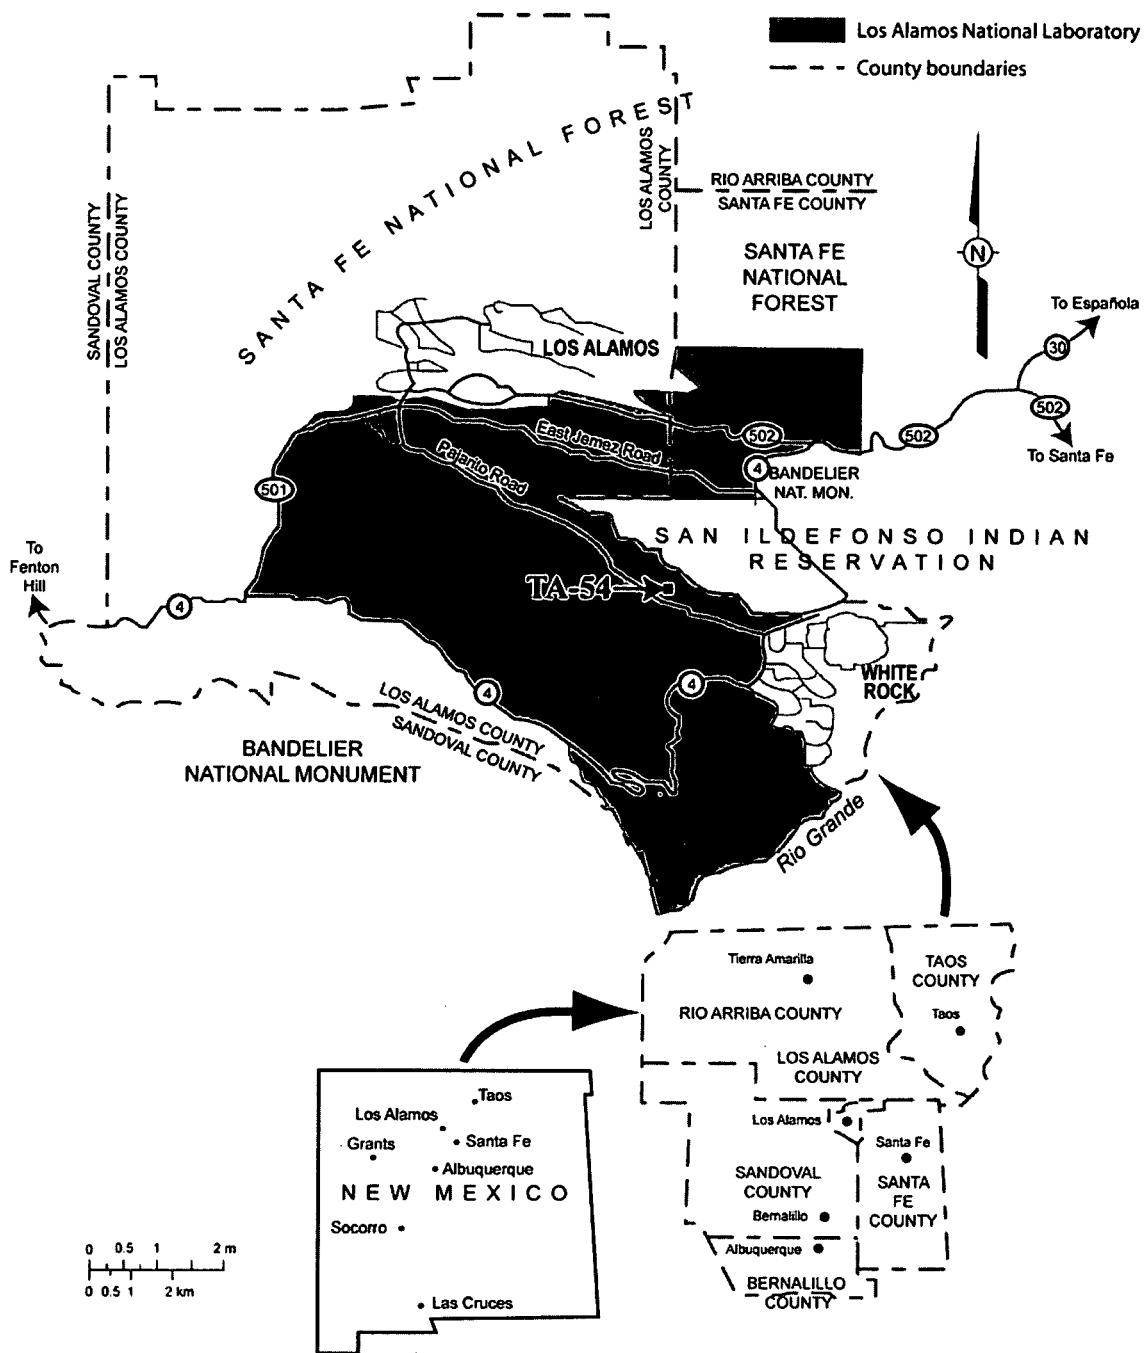 Los Alamos National Laboratory
County boundaries
SANTA FE NATIONAL FOREST
LOS ALAMOS
COUNTY
RIO ARRIBA COUNTY
SANTA FE COUNTY
SANDOVAL COUNTY
LOS ALAMOS COUNTY
SANTA FE
NATIONAL
FOREST
N
To Española
30
LOS ALAMOS
502
502
502
To Santa Fe
East Jemez Road
Pajarito Road
4
BANDELIER
NAT. MON.
501
SAN ILDEFONSO INDIAN
RESERVATION
To
Fenton
Hill
TA-54
4
WHITE
ROCK
4
4
LOS ALAMOS COUNTY
SANDOVAL COUNTY
BANDELIER
NATIONAL MONUMENT
Rio Grande
Tierra Amarilla
TAOS
COUNTY
RIO ARRIBA COUNTY
Taos
LOS ALAMOS
COUNTY
Los Alamos
Santa Fe
SANDOVAL
COUNTY
SANTA
FE
COUNTY
Bernalillo
Albuquerque
BERNALILLO
COUNTY
Taos
Los Alamos
Santa Fe
Grants
Albuquerque
NEW MEXICO
Socorro
Las Cruces
0 0.5 1 2 m
0 0.5 1 2 km